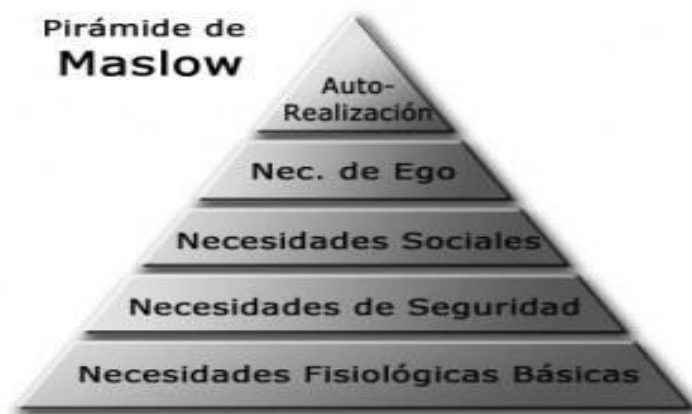 Pirámide de
Maslow
Auto-
Realización
Nec. de Ego
Necesidades Sociales
Necesidades de Seguridad
Necesidades Fisiológicas Básicas